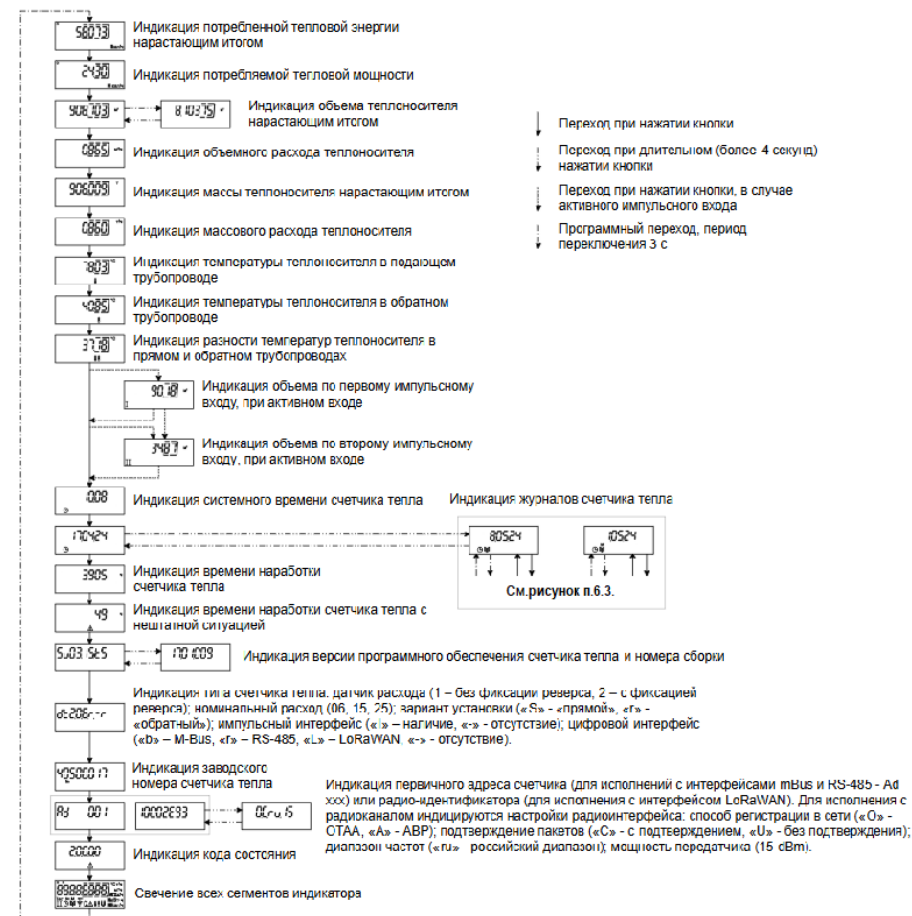 Индикация потребленной тепловой энергии
нарастающим итогом
Индикация потребляемой тепловой мощности
Индикация объема теплоносителя
нарастающим итогом
Индикация объемного расхода теплоносителя
Индикация массы теплоносителя нарастающим итогом
Индикация массового расхода теплоносителя
Индикация температуры теплоносителя в подающем
трубопроводе
Индикация температуры теплоносителя в обратном
трубопроводе
Индикация разности температур теплоносителя в
прямом и обратном трубопроводах
Переход при нажатии кнопки
Переход при длительном (более 4 секунд)
нажатии кнопки
Переход при нажатии кнопки, в случае
активного импульсного входа
Программный переход, период
переключения 3 с
Индикация объема по первому импульсному
входу, при активном входе
Индикация объема по второму импульсному
входу, при активном входе
Индикация системного времени счетчика тепла
Индикация журналов счетчика тепла
170424
80524
10524
См.рисунок п.6.3.
3905
Индикация времени наработки
счетчика тепла
49
Индикация времени наработки счетчика тепла с
нештатной ситуацией
Индикация версии программного обеспечения счетчика тепла и номера сборки
Индикация типа счетчика тепла: датчик расхода (1 – без фиксации реверса, 2 – с фиксацией
реверса); номинальный расход (06, 15, 25); вариант установки («S» - «прямой», «r» -
«обратный»); импульсный интерфейс («I» – наличие, «-» - отсутствие); цифровой интерфейс
(«b» – M-Bus, «r» – RS-485, «L» – LoRaWAN, «-» - отсутствие).
Индикация заводского
номера счетчика тепла
Ad 001
10002E93
Индикация первичного адреса счетчика (для исполнений с интерфейсами mBus и RS-485 - Ad
xxx) или радио-идентификатора (для исполнения с интерфейсом LoRaWAN). Для исполнения с
радиоканалом индицируются настройки радиоинтерфейса: способ регистрации в сети («O» -
OTAA, «A» - ABP); подтверждение пакетов («C» - с подтверждением, «U» - без подтверждения);
диапазон частот («ru» российский диапазон); мощность передатчика (15 dBm).
Индикация кода состояния
Свечение всех сегментов индикатора